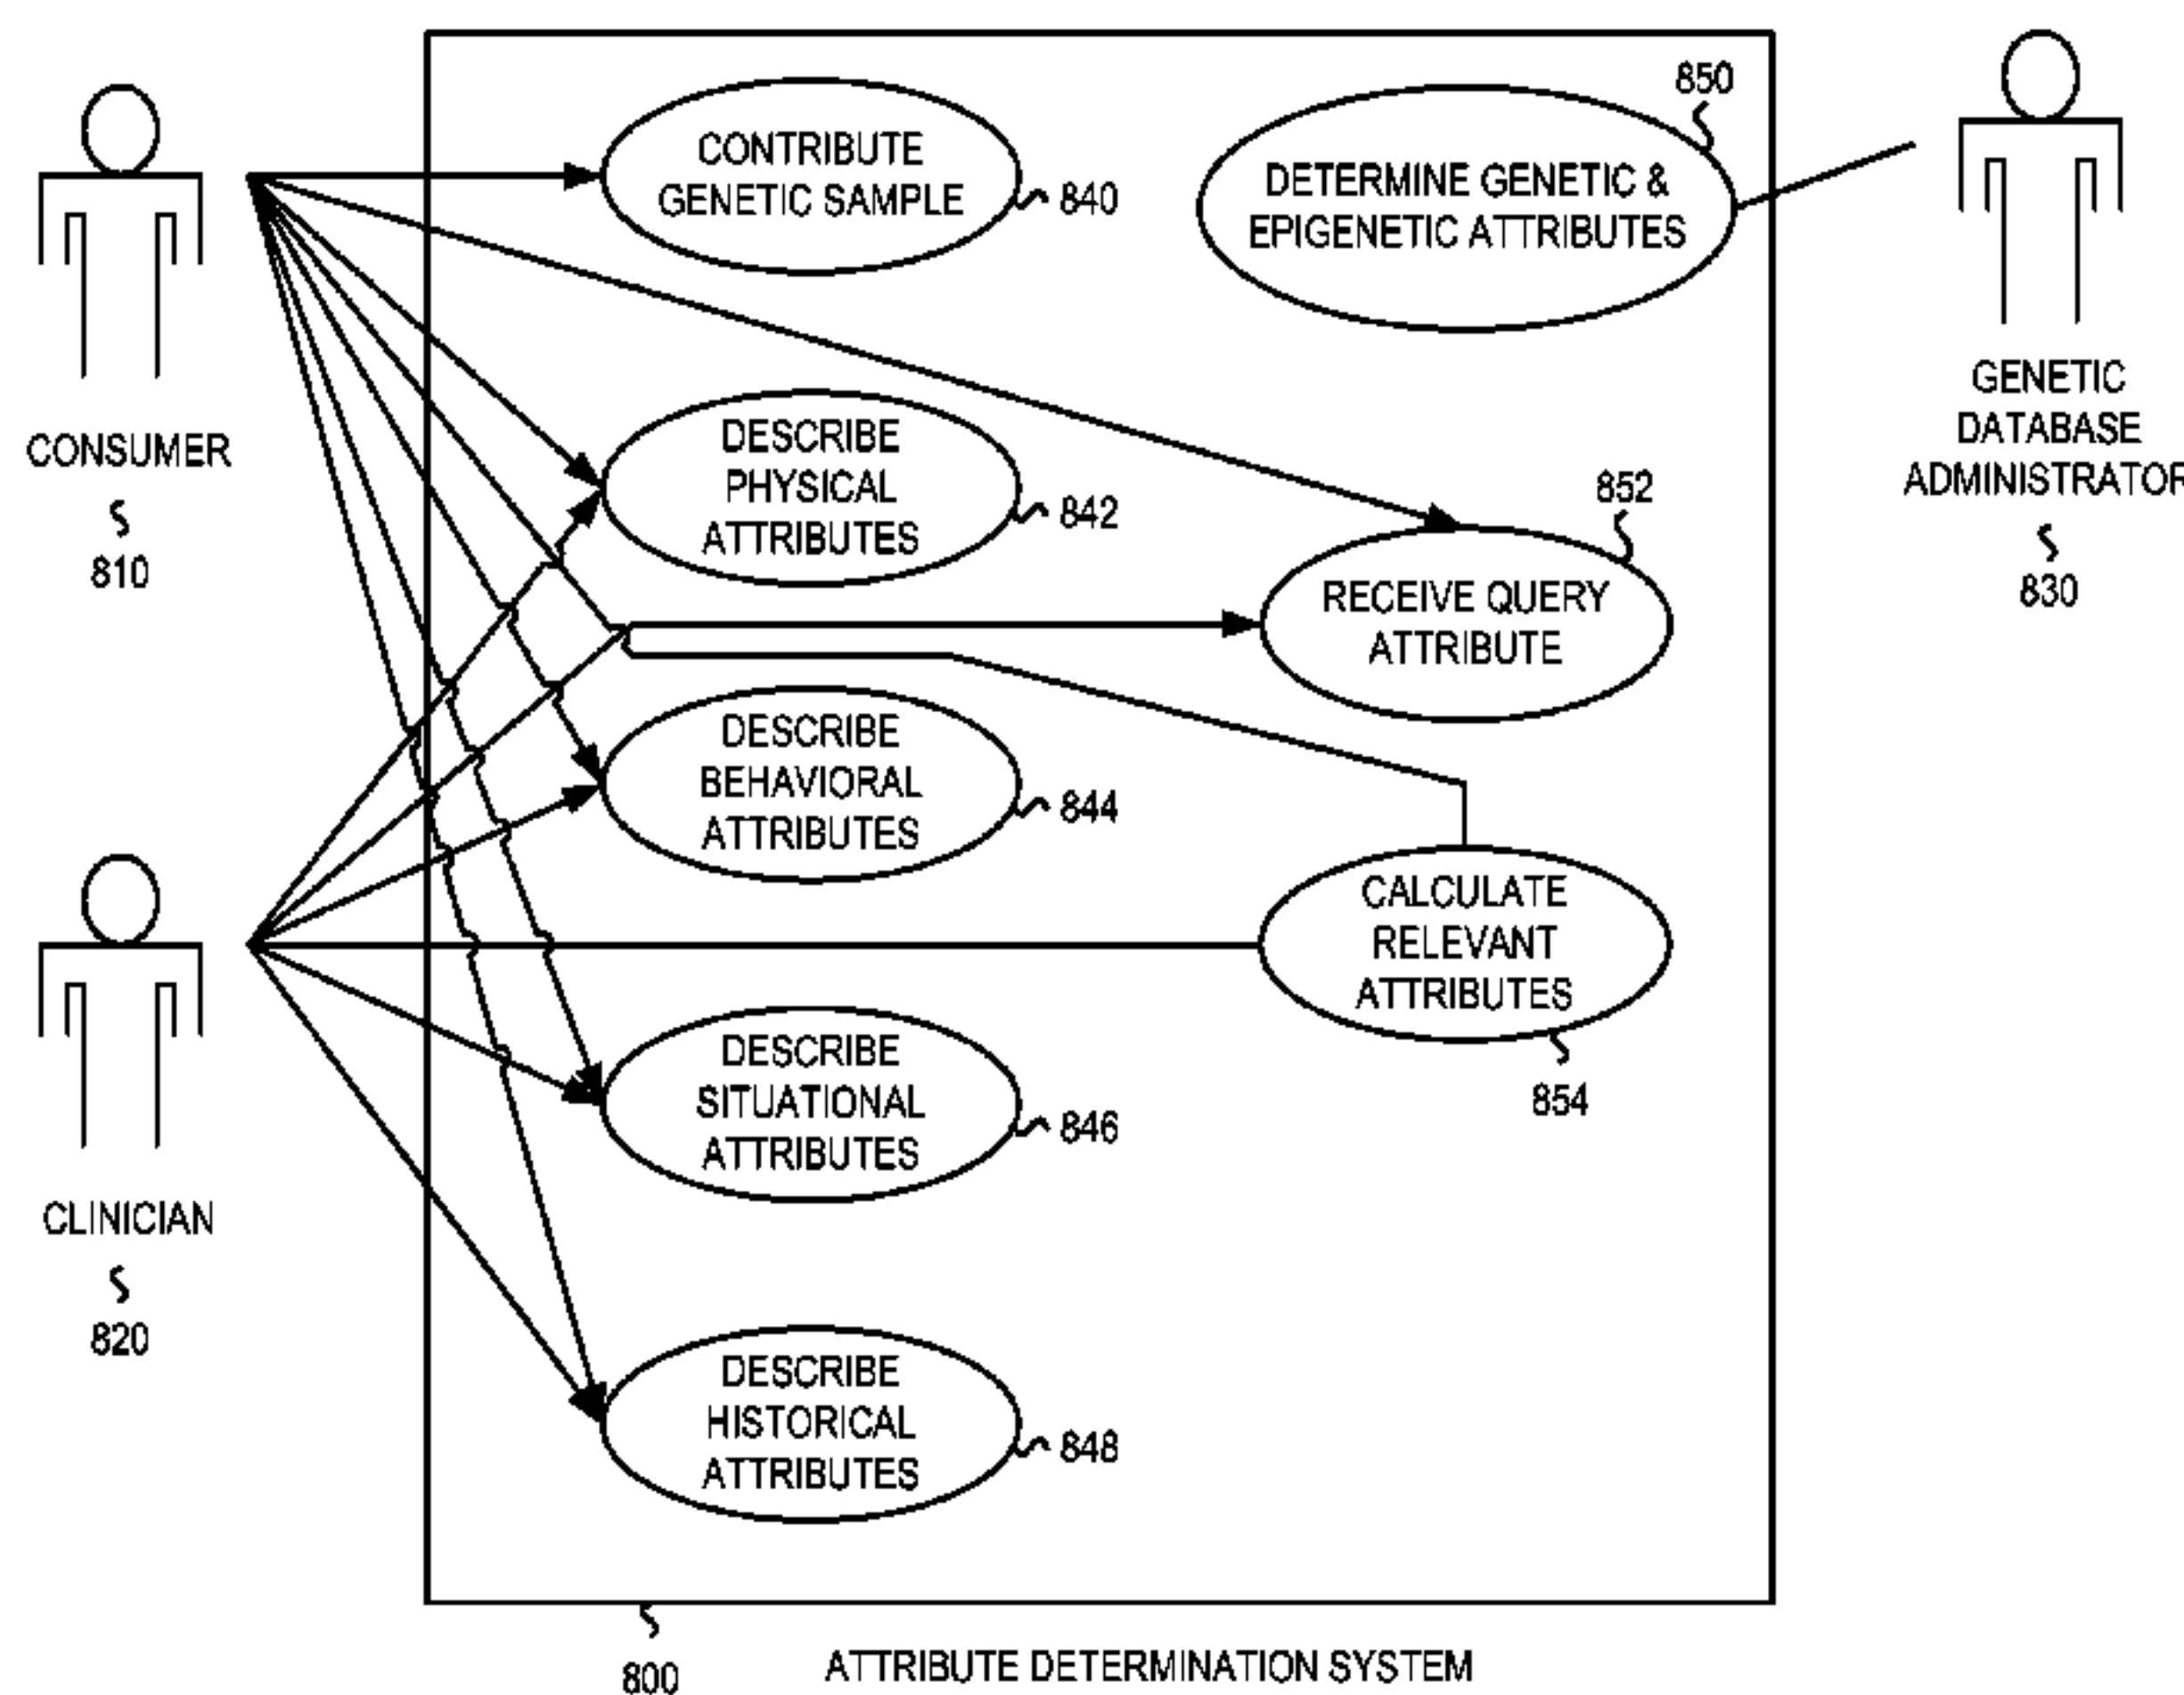 CONTRIBUTE
GENETIC SAMPLE
840
850
DETERMINE GENETIC &
EPIGENETIC ATTRIBUTES
CONSUMER
810
GENETIC
DATABASE
ADMINISTRATOR
830
DESCRIBE
PHYSICAL
ATTRIBUTES
842
852
RECEIVE QUERY
ATTRIBUTE
DESCRIBE
BEHAVIORAL
ATTRIBUTES
844
CALCULATE
RELEVANT
ATTRIBUTES
854
CLINICIAN
820
DESCRIBE
SITUATIONAL
ATTRIBUTES
846
DESCRIBE
HISTORICAL
ATTRIBUTES
848
800
ATTRIBUTE DETERMINATION SYSTEM